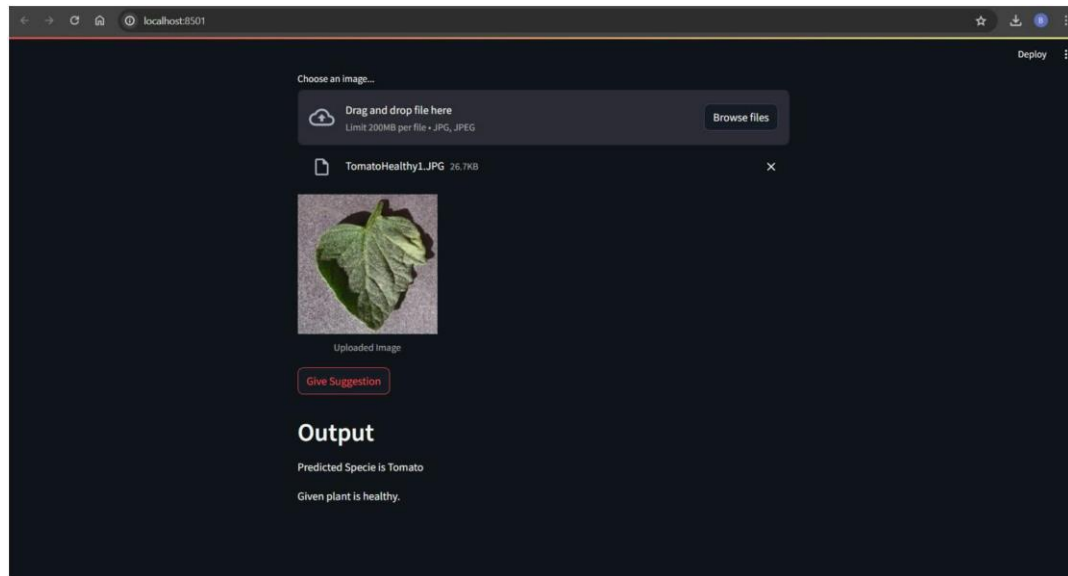 localhost:8501
B
Deploy
Choose an image...
Drag and drop file here
Limit 200MB per file • JPG, JPEG
Browse files
TomatoHealthy1.JPG 26.7KB
Uploaded Image
Give Suggestion
Output
Predicted Specie is Tomato
Given plant is healthy.